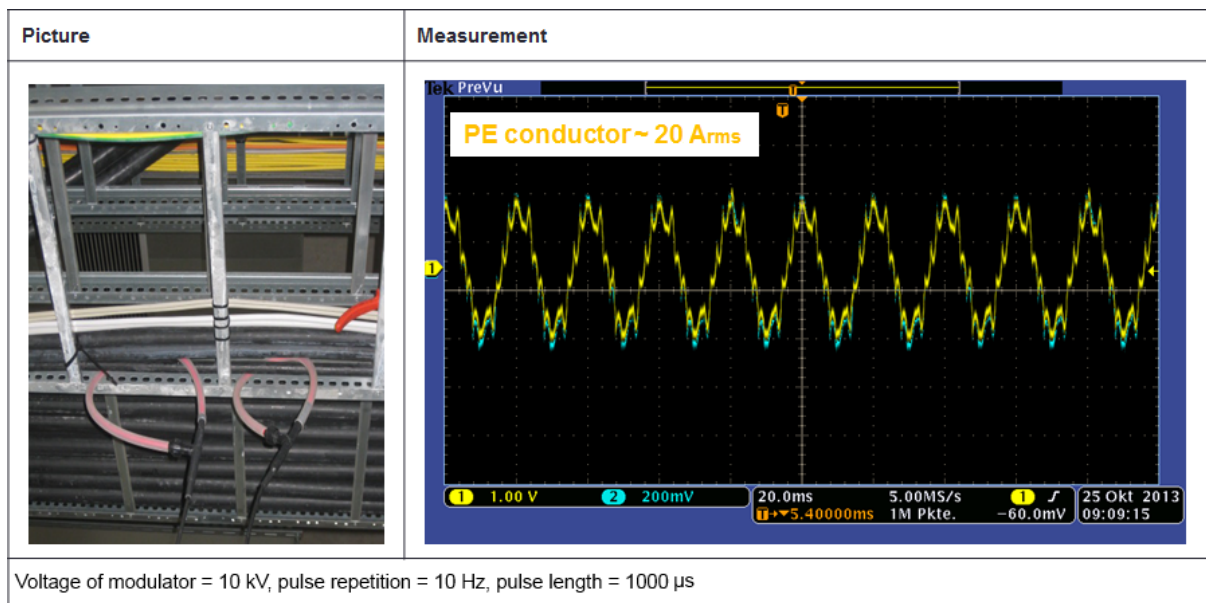 Picture
Measurement
Tek PreVu
T
T
PE conductor ~ 20 Arms
1
1 1.00 V 2 200mV
20.0ms 5.00MS/s 1 ƒ
T→▼5.40000ms 1M Pkte. −60.0mV
25 Okt 2013
09:09:15
Voltage of modulator = 10 kV, pulse repetition = 10 Hz, pulse length = 1000 µs